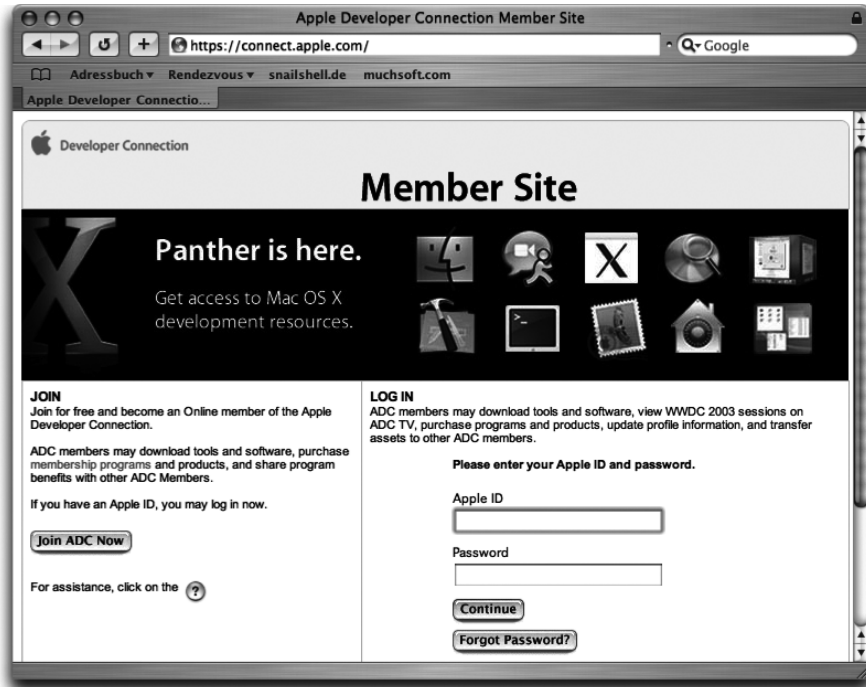 Apple Developer Connection Member Site
https://connect.apple.com/
Google
Adressbuch Rendezvous snailshell.de muchsoft.com
Apple Developer Connectio...
Developer Connection
Member Site
X
Panther is here.
Get access to Mac OS X
development resources.
X
>_
JOIN
Join for free and become an Online member of the Apple
Developer Connection.
ADC members may download tools and software, purchase
membership programs and products, and share program
benefits with other ADC Members.
If you have an Apple ID, you may log in now.
Join ADC Now
For assistance, click on the ?
LOG IN
ADC members may download tools and software, view WWDC 2003 sessions on
ADC TV, purchase programs and products, update profile information, and transfer
assets to other ADC members.
Please enter your Apple ID and password.
Apple ID
Password
Continue
Forgot Password?